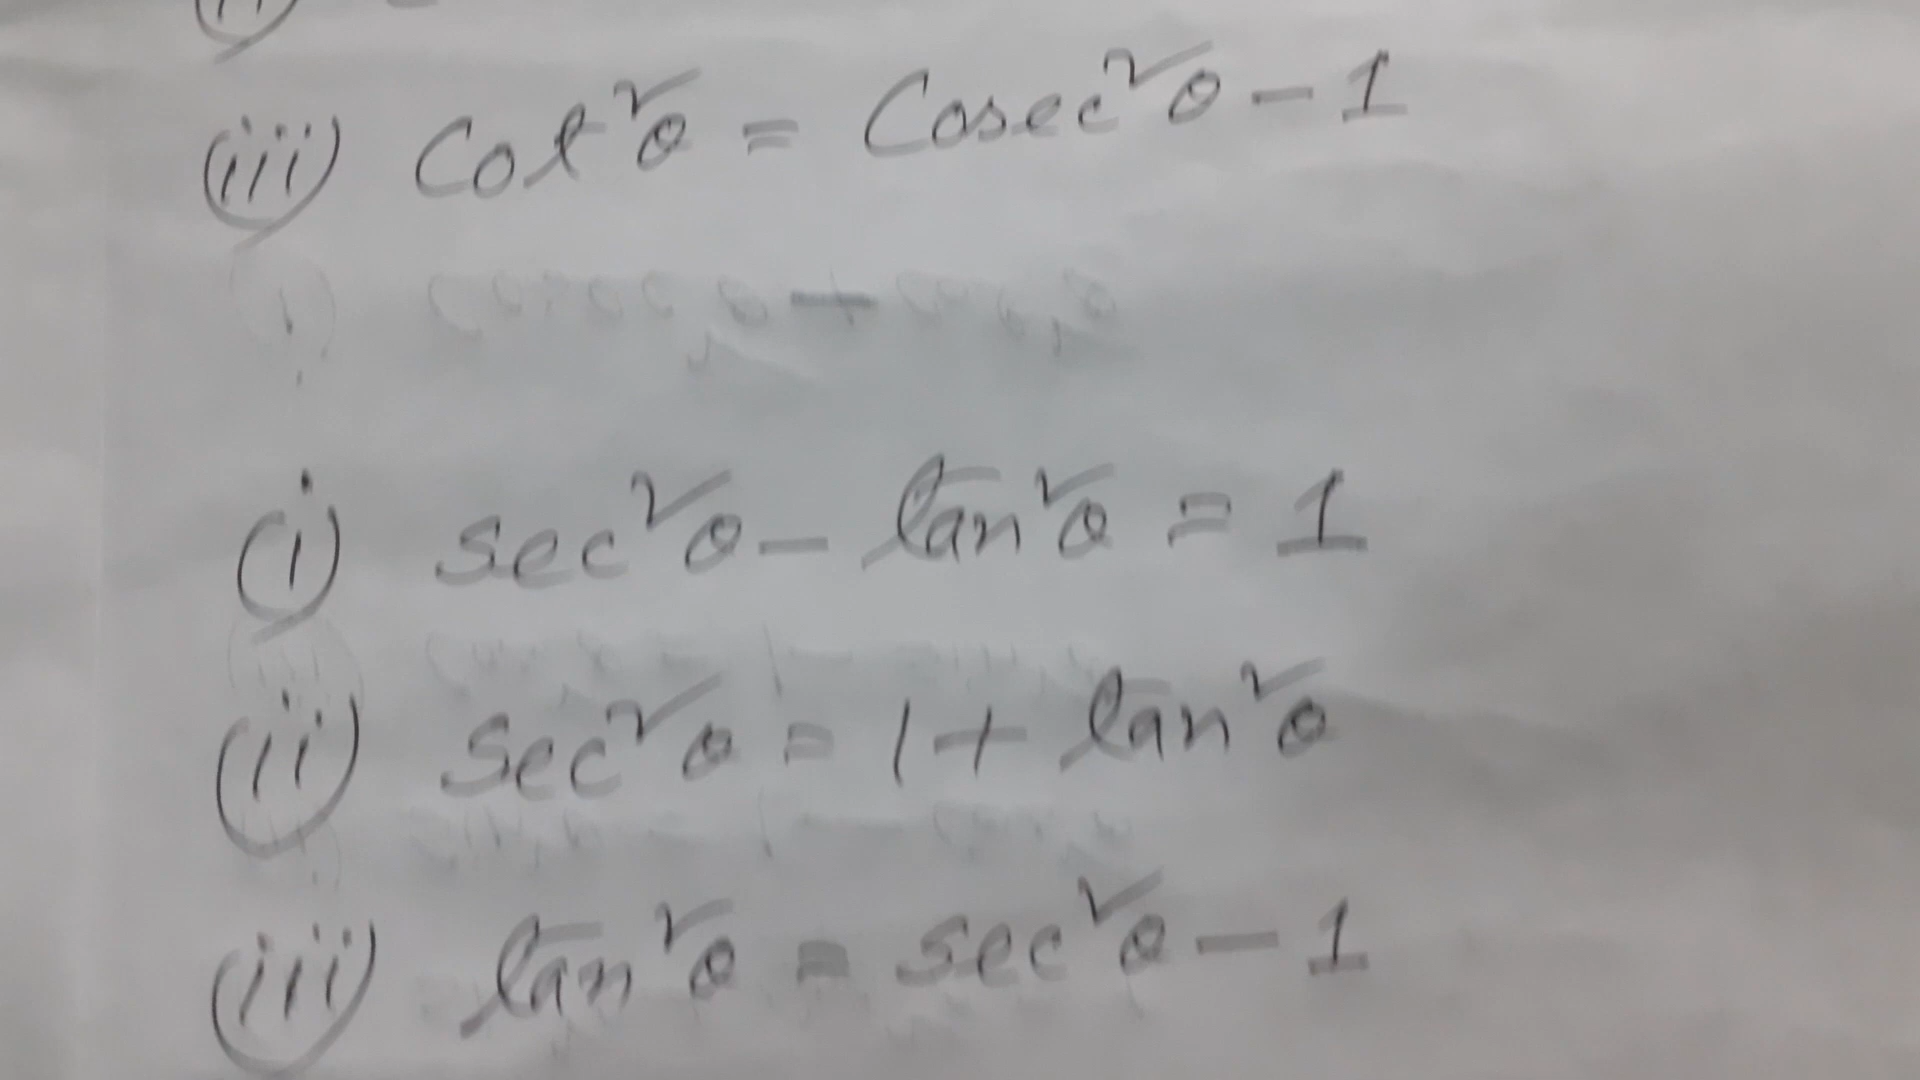 (iii) Cot²θ = Cosec²θ - 1
(i) sec²θ - tan²θ = 1
(ii) sec²θ = 1 + tan²θ
(iii) tan²θ = sec²θ - 1